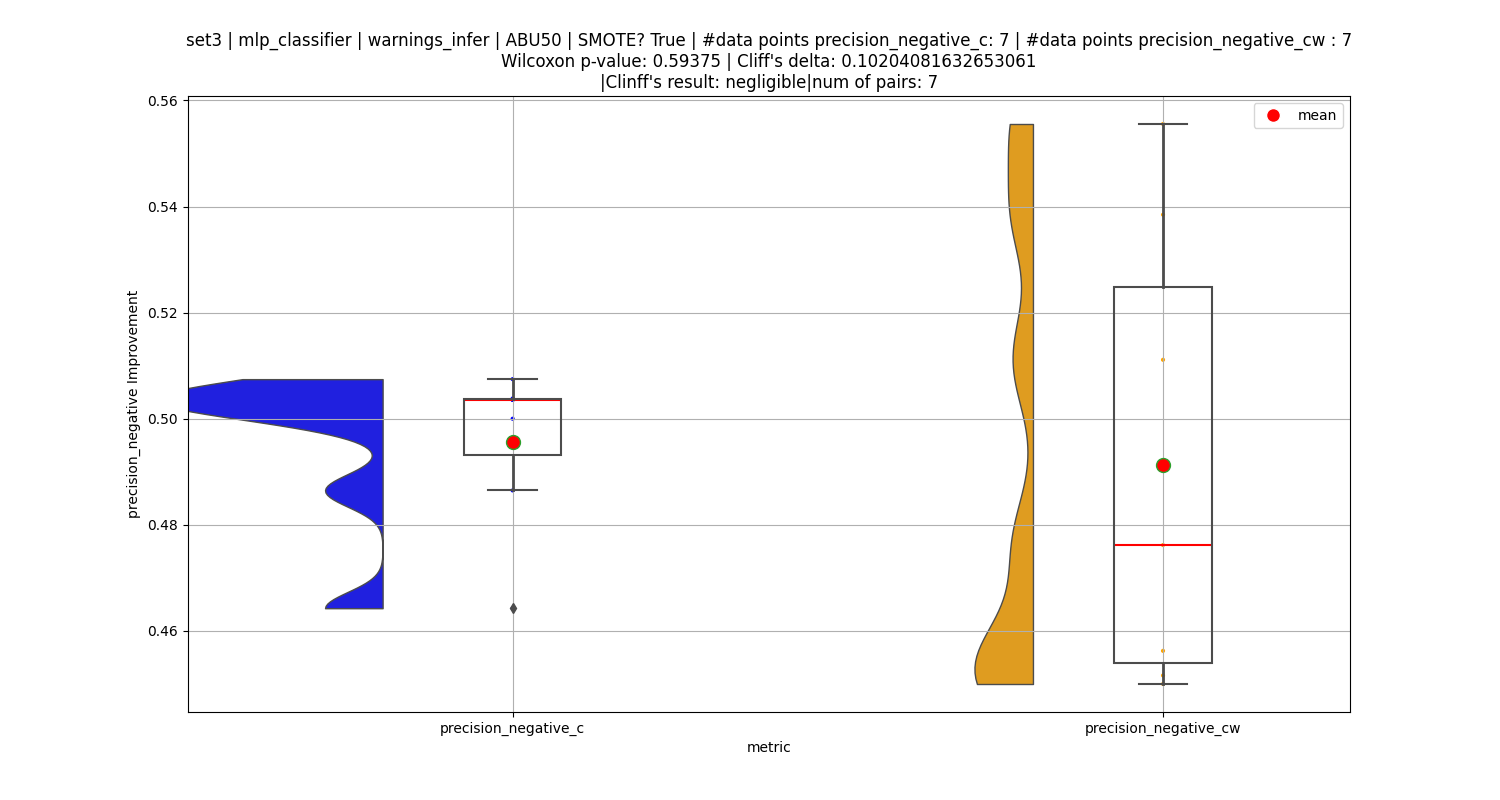 set3 | mlp_classifier | warnings_infer | ABU50 | SMOTE? True | #data points precision_negative_c: 7 | #data points precision_negative_cw : 7
Wilcoxon p-value: 0.59375 | Cliff's delta: 0.10204081632653061
|Clinff's result: negligible|num of pairs: 7
mean
precision_negative Improvement
0.56
0.54
0.52
0.50
0.48
0.46
precision_negative_c
precision_negative_cw
metric